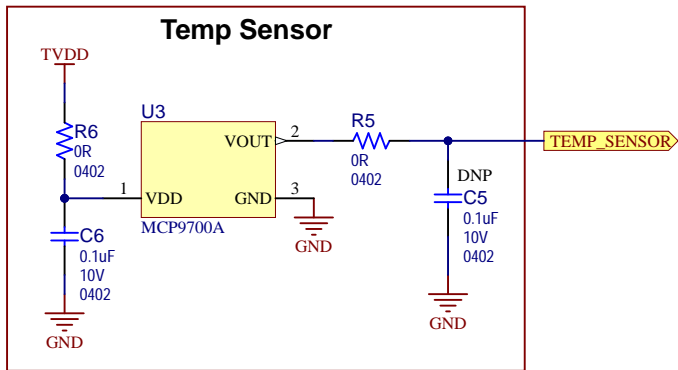 Temp Sensor
TVDD
R6
0R
0402
U3
VOUT
2
1
VDD
GND
3
MCP9700A
GND
R5
0R
0402
TEMP_SENSOR
DNP
C5
0.1uF
10V
0402
GND
C6
0.1uF
10V
0402
GND